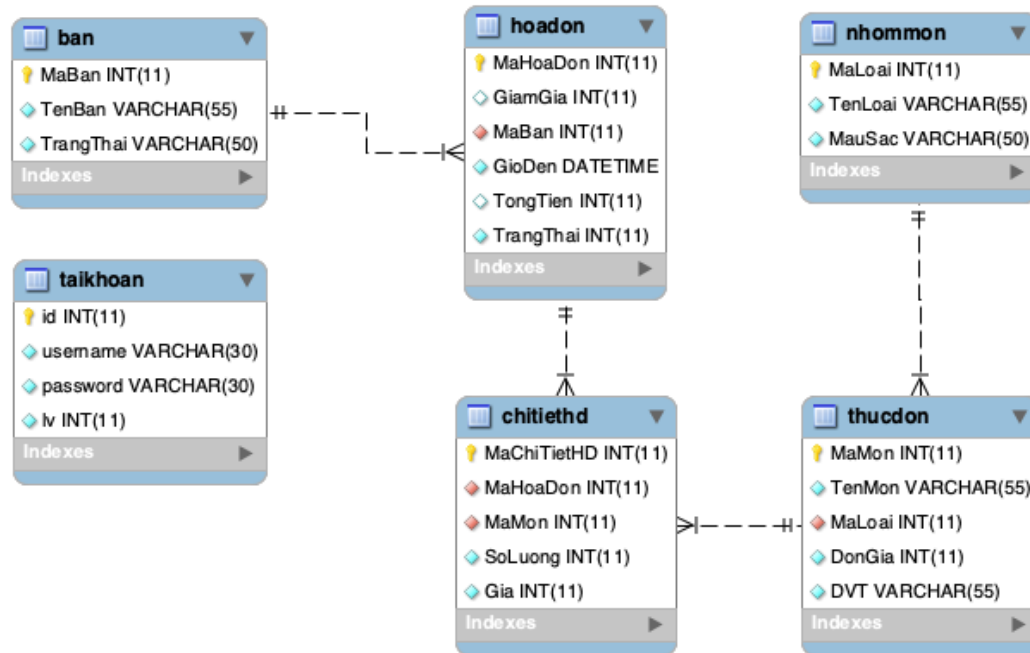 ban
MaBan INT(11)
TenBan VARCHAR(55)
TrangThai VARCHAR(50)
Indexes
taikhoan
id INT(11)
username VARCHAR(30)
password VARCHAR(30)
lv INT(11)
Indexes
hoadon
MaHoaDon INT(11)
GiamGia INT(11)
MaBan INT(11)
GioDen DATETIME
TongTien INT(11)
TrangThai INT(11)
Indexes
chitiethd
MaChiTietHD INT(11)
MaHoaDon INT(11)
MaMon INT(11)
SoLuong INT(11)
Gia INT(11)
Indexes
nhommon
MaLoai INT(11)
TenLoai VARCHAR(55)
MauSac VARCHAR(50)
Indexes
thucdon
MaMon INT(11)
TenMon VARCHAR(55)
MaLoai INT(11)
DonGia INT(11)
DVT VARCHAR(55)
Indexes